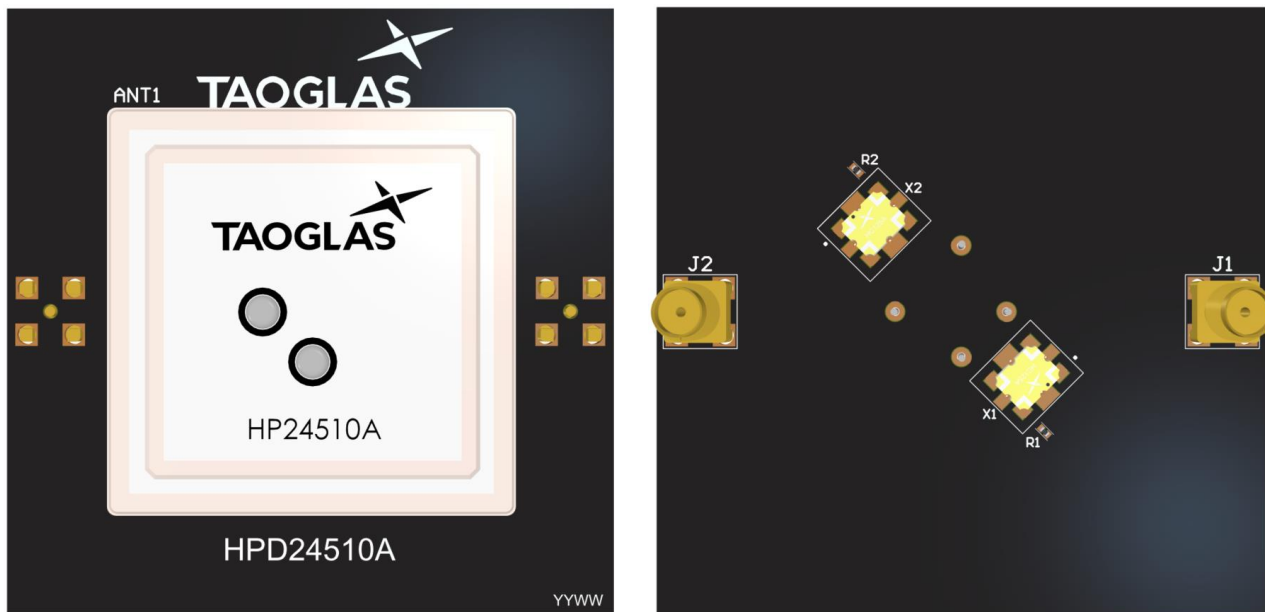 TAOGLAS
ANT1
TAOGLAS
HP24510A
HPD24510A
YYWW
R2
X2
J2
J1
X1
R1